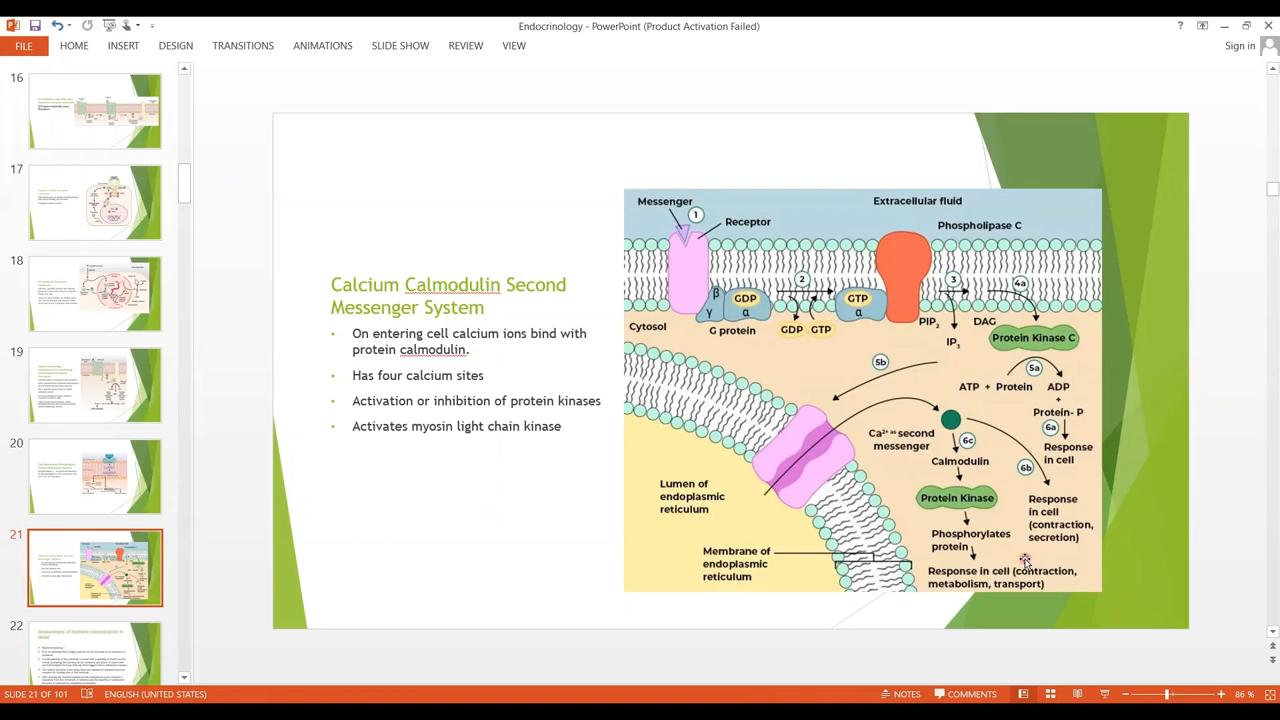 Endocrinology - PowerPoint (Product Activation Failed)
FILE HOME INSERT DESIGN TRANSITIONS ANIMATIONS SLIDE SHOW REVIEW VIEW
Sign in
16
17
18
19
20
21
22
Calcium Calmodulin Second
Messenger System
• On entering cell calcium ions bind with
protein calmodulin.
• Has four calcium sites
• Activation or inhibition of protein kinases
• Activates myosin light chain kinase
Messenger
1
Receptor
Extracellular fluid
Phospholipase C
2
3
4a
β
GDP
GTP
γ
α
α
Cytosol
G protein
GDP GTP
PIP2
DAG
IP3
Protein Kinase C
5b
5a
ATP + Protein
ADP
+
Protein- P
6a
Response
in cell
Ca2+ as second
messenger
6c
Calmodulin
6b
Protein Kinase
Response
in cell
(contraction,
secretion)
Phosphorylates
protein
Response in cell (contraction,
metabolism, transport)
Lumen of
endoplasmic
reticulum
Membrane of
endoplasmic
reticulum
SLIDE 21 OF 101 ENGLISH (UNITED STATES) NOTES COMMENTS 86 %